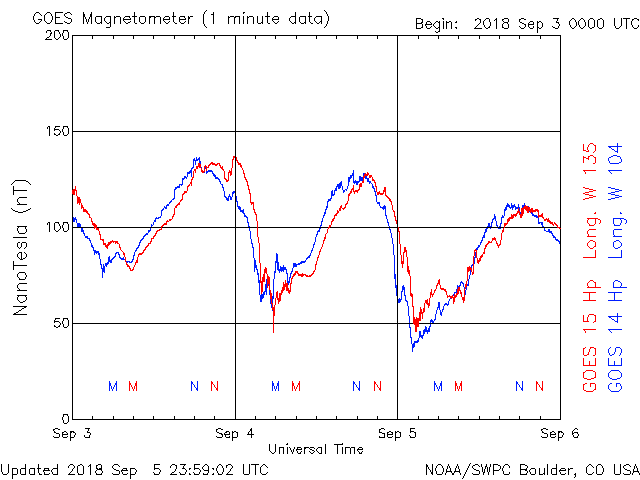 GOES Magnetometer (1 minute data)
Begin: 2018 Sep 3 0000 UTC
200
150
100
50
0
NanoTesla (nT)
M M N N M M N N M M N N
Sep 3 Sep 4 Sep 5 Sep 6
Universal Time
GOES 15 Hp Long. W 135
GOES 14 Hp Long. W 104
Updated 2018 Sep 5 23:59:02 UTC
NOAA/SWPC Boulder, CO USA